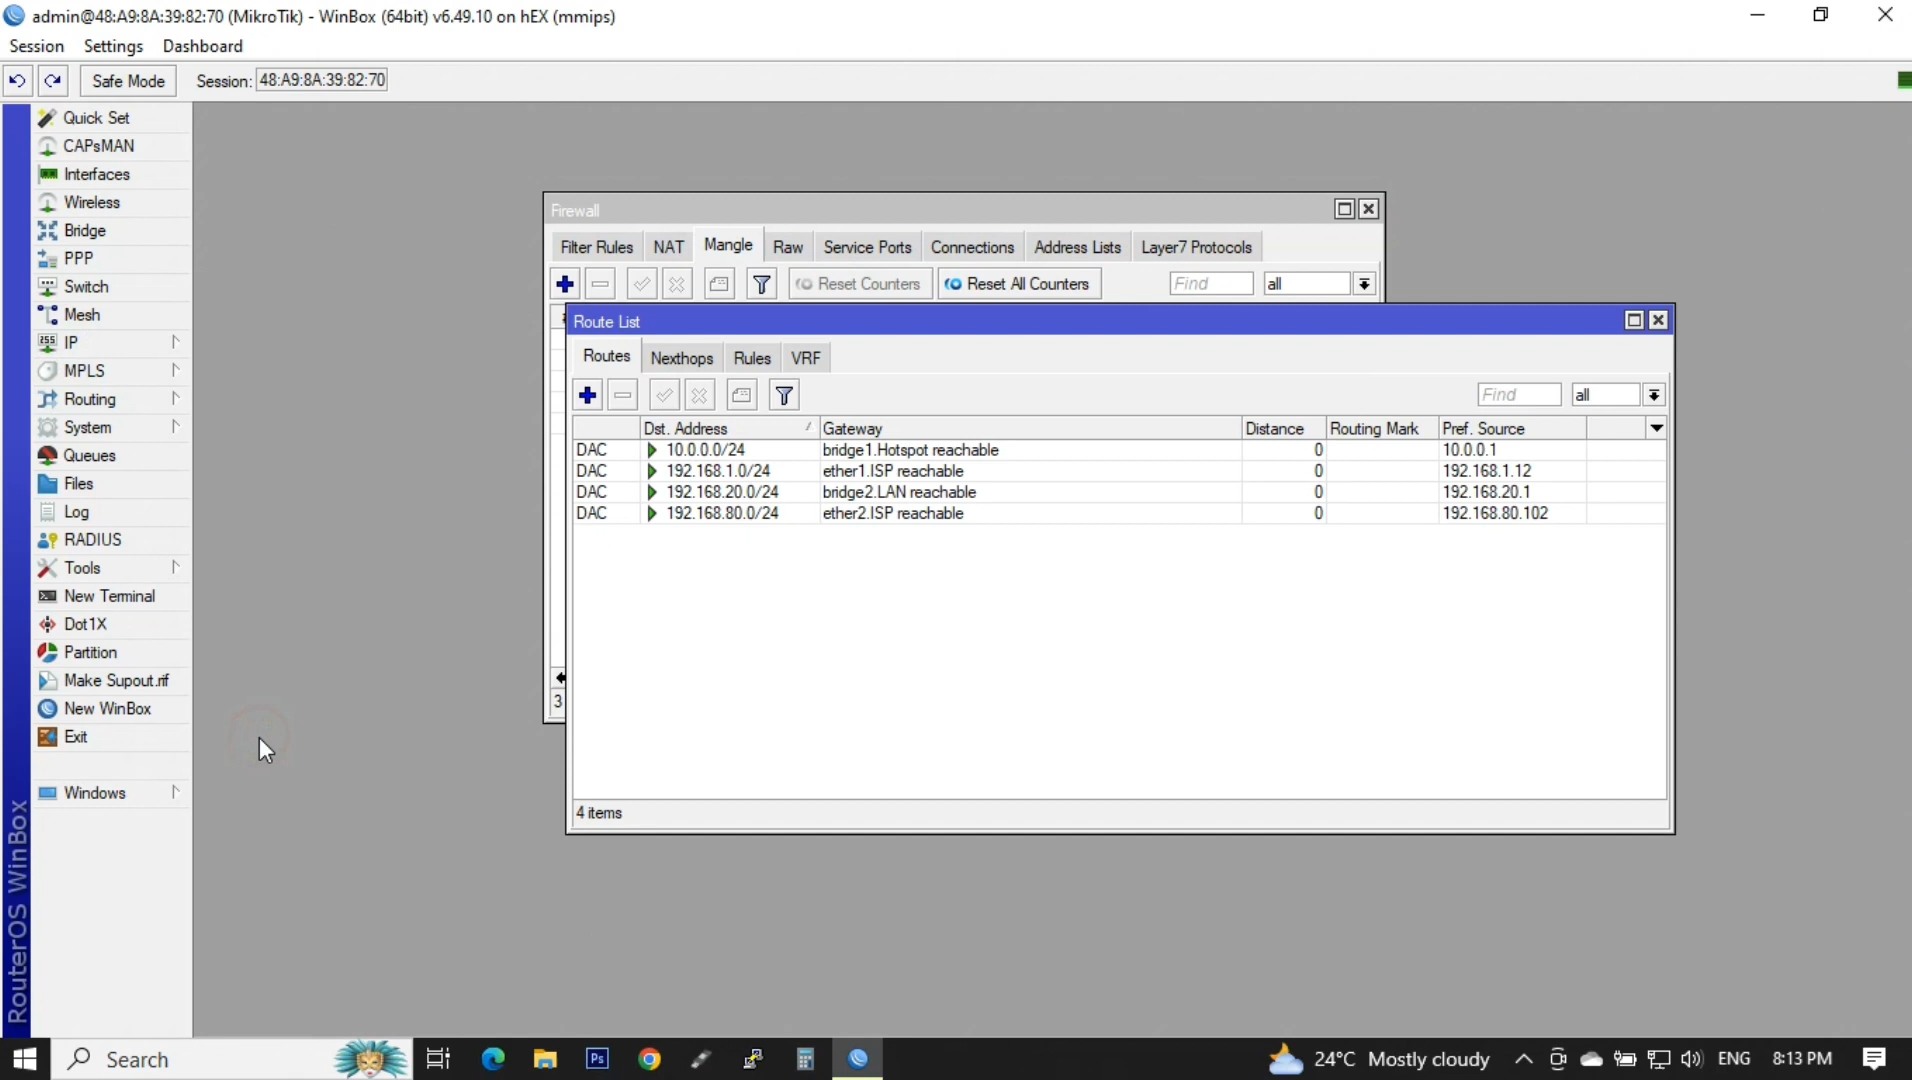 admin@48:A9:8A:39:82:70 (MikroTik) - WinBox (64bit) v6.49.10 on hEX (mmips)
Session Settings Dashboard
Safe Mode Session: 48:A9:8A:39:82:70
Quick Set
CAPsMAN
Interfaces
Wireless
Bridge
PPP
Switch
Mesh
255 IP
MPLS
Routing
System
Queues
Files
Log
RADIUS
Tools
New Terminal
Dot1X
Partition
Make Supout.rif
New WinBox
Exit
Windows
RouterOS WinBox
Firewall
Filter Rules NAT Mangle Raw Service Ports Connections Address Lists Layer7 Protocols
Reset Counters Reset All Counters Find all
3
Route List
Routes Nexthops Rules VRF
Find all
Dst. Address Gateway Distance Routing Mark Pref. Source
DAC 10.0.0.0/24 bridge1.Hotspot reachable 0 10.0.0.1
DAC 192.168.1.0/24 ether1.ISP reachable 0 192.168.1.12
DAC 192.168.20.0/24 bridge2.LAN reachable 0 192.168.20.1
DAC 192.168.80.0/24 ether2.ISP reachable 0 192.168.80.102
4 items
Search Ps 24°C Mostly cloudy ENG 8:13 PM